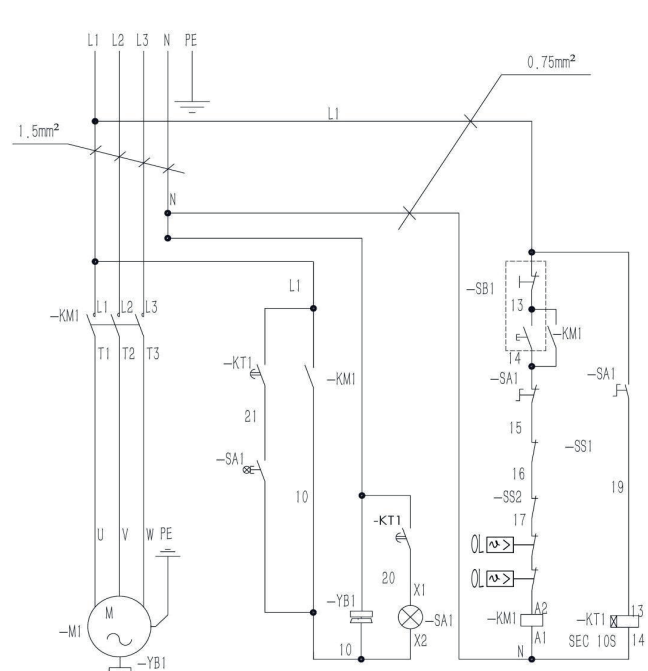 L1 L2 L3 N PE
0.75mm²
L1
1.5mm²
N
L1
-SB1
13
-KM1 L1 L2 L3
-KM1
14
T1 T2 T3
-KT1
-KM1
-SA1
-SA1
21
15
-SS1
-SA1
16
10
19
-SS2
-KT1
17
U V W PE
OL
20
OL
X1
-YB1
A2
13
M
-SA1
-KM1
-KT1
-M1
X2
A1
SEC 10S
14
10
N
-YB1